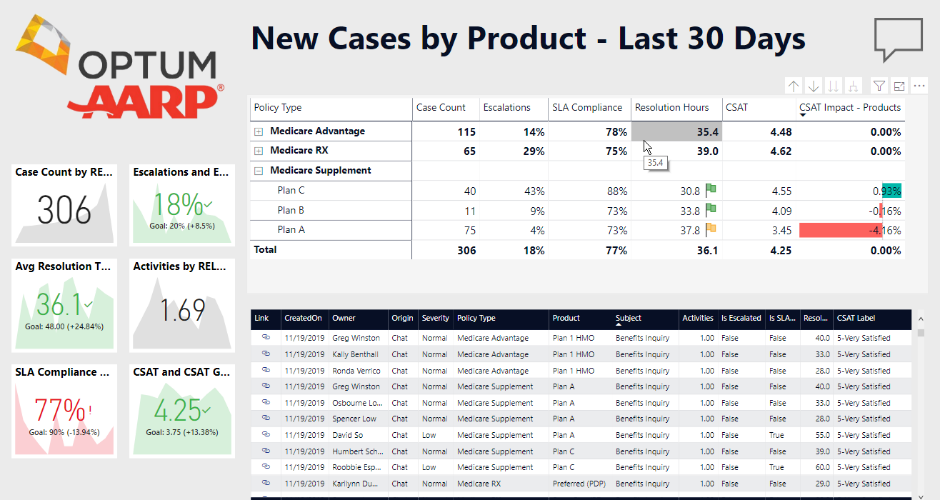 OPTUM
AARP®
New Cases by Product - Last 30 Days
Policy Type Case Count Escalations SLA Compliance Resolution Hours CSAT CSAT Impact - Products
Medicare Advantage 115 14% 78% 35.4 4.48 0.00%
Medicare RX 65 29% 75% 39.0 4.62 0.00%
35.4
Medicare Supplement
Plan C 40 43% 88% 30.8 4.55 0.93%
Plan B 11 9% 73% 33.8 4.09 -0.16%
Plan A 75 4% 73% 37.8 3.45 -4.16%
Total 306 18% 77% 36.1 4.25 0.00%
Case Count by RE...
306
Escalations and E...
18%
Goal: 20% (+8.5%)
Avg Resolution T...
36.1
Goal: 48.00 (+24.84%)
Activities by REL...
1.69
SLA Compliance ...
77%!
Goal: 90% (-13.94%)
CSAT and CSAT G...
4.25
Goal: 3.75 (+13.38%)
Link CreatedOn Owner Origin Severity Policy Type Product Subject Activities Is Escalated Is SLA... Resol... CSAT Label
11/19/2019 Greg Winston Chat Normal Medicare Advantage Plan 1 HMO Benefits Inquiry 1.00 False False 40.0 5-Very Satisfied
11/19/2019 Kally Benthall Chat Normal Medicare Advantage Plan 1 HMO Benefits Inquiry 1.00 False False 33.0 5-Very Satisfied
11/19/2019 Ronda Verrico Chat Normal Medicare Advantage Plan 1 HMO Benefits Inquiry 1.00 False False 28.0 5-Very Satisfied
11/19/2019 Greg Winston Chat Normal Medicare Supplement Plan A Benefits Inquiry 1.00 False False 40.0 5-Very Satisfied
11/19/2019 Osbourne Lo... Chat Normal Medicare Supplement Plan A Benefits Inquiry 1.00 False False 33.0 5-Very Satisfied
11/19/2019 Spencer Low Chat Normal Medicare Supplement Plan A Benefits Inquiry 1.00 False False 28.0 5-Very Satisfied
11/19/2019 David So Chat Low Medicare Supplement Plan A Benefits Inquiry 1.00 False True 55.0 5-Very Satisfied
11/19/2019 Humbert Sch... Chat Normal Medicare Supplement Plan C Benefits Inquiry 1.00 False False 39.0 5-Very Satisfied
11/19/2019 Roobbie Esp... Chat Low Medicare Supplement Plan C Benefits Inquiry 1.00 False True 60.0 5-Very Satisfied
11/19/2019 Karilynn Du... Chat Normal Medicare RX Preferred (PDP) Benefits Inquiry 1.00 False False 29.0 5-Very Satisfied